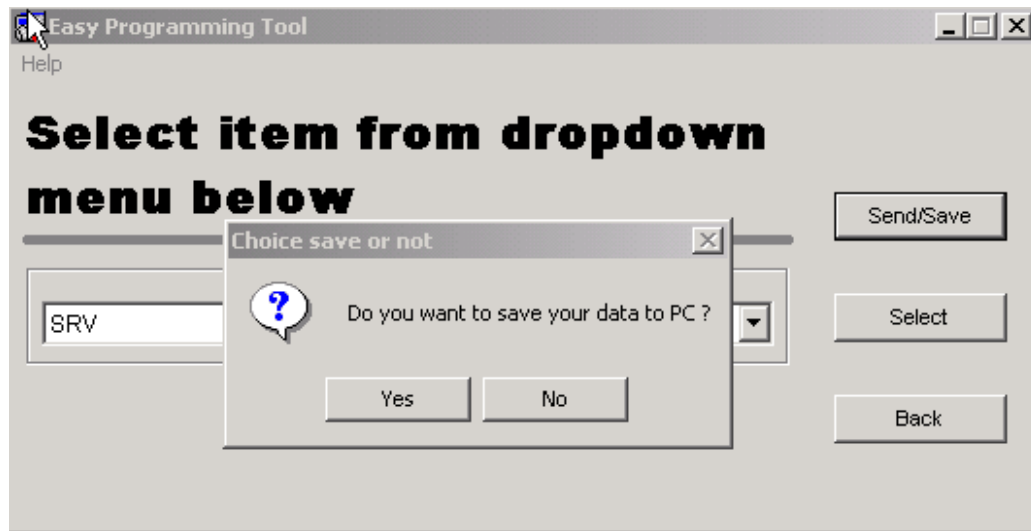 Easy Programming Tool
Help
Select item from dropdown
menu below
Send/Save
Choice save or not
?
Do you want to save your data to PC ?
SRV
Select
Yes
No
Back